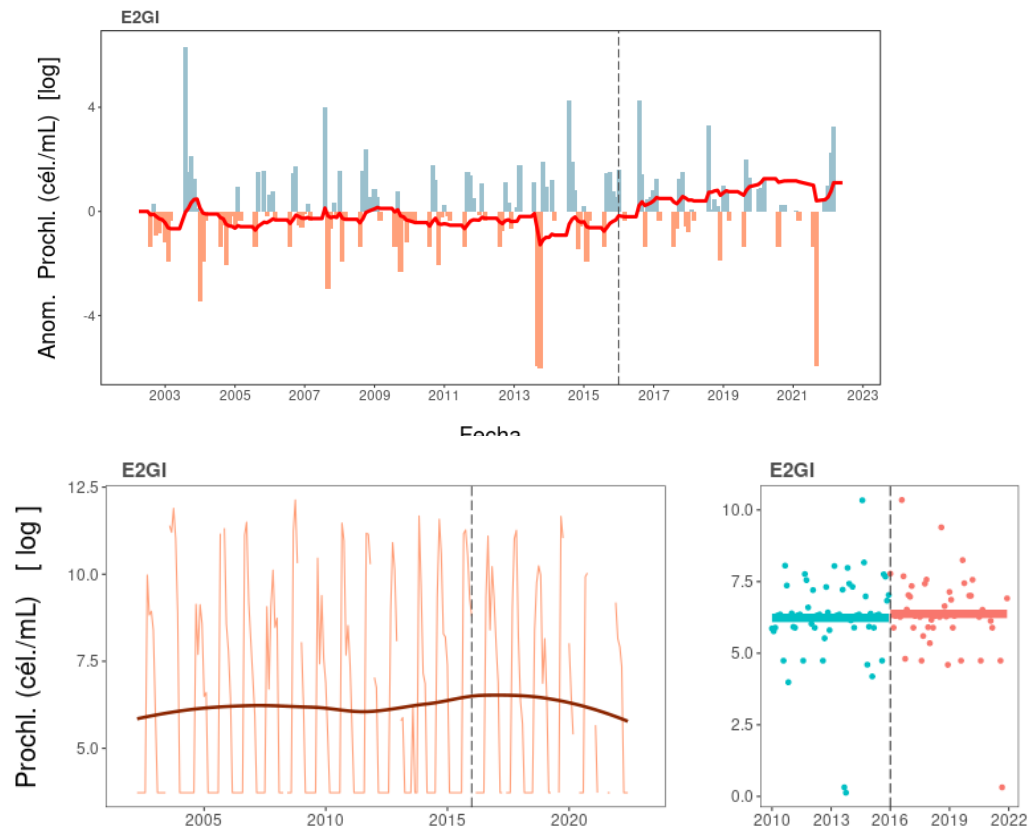 E2GI
Anom. Prochl. (cél./mL) [log]
4
0
-4
2003 2005 2007 2009 2011 2013 2015 2017 2019 2021 2023
Fecha
E2GI
Prochl. (cél./mL) [ log ]
12.5
10.0
7.5
5.0
2005 2010 2015 2020
E2GI
10.0
7.5
5.0
2.5
0.0
2010 2013 2016 2019 2022